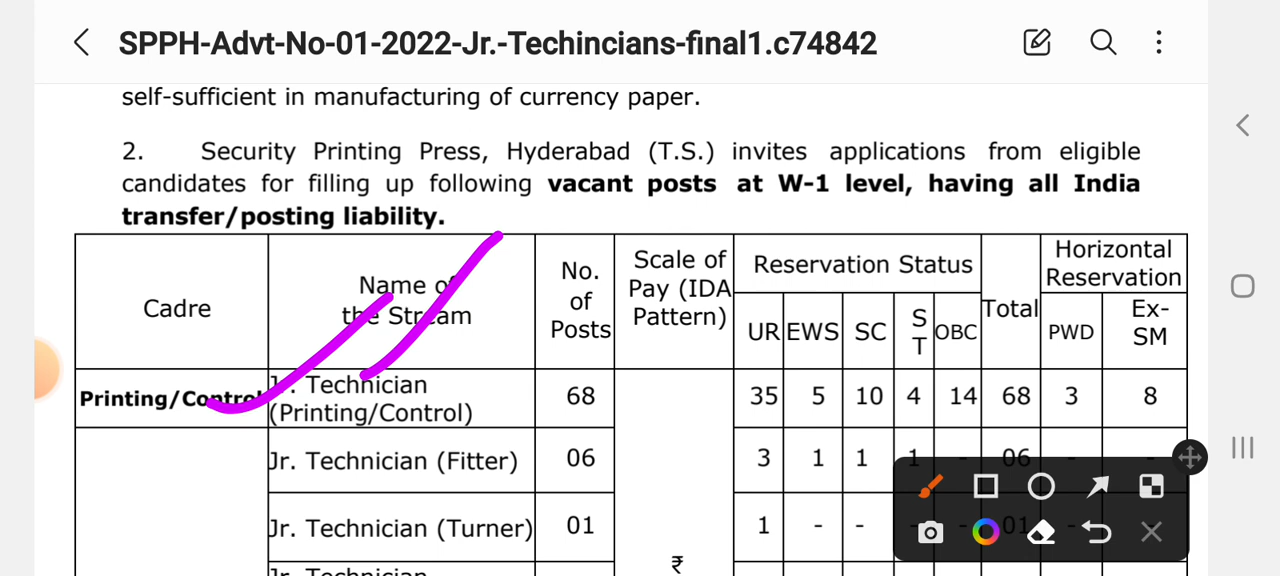 SPPH-Advt-No-01-2022-Jr.-Techincians-final1.c74842
self-sufficient in manufacturing of currency paper.
2. Security Printing Press, Hyderabad (T.S.) invites applications from eligible
candidates for filling up following vacant posts at W-1 level, having all India
transfer/posting liability.
Cadre
Name of
the Stream
No.
of
Posts
Scale of
Pay (IDA
Pattern)
Reservation Status
UR EWS SC S T OBC
Total
Horizontal
Reservation
PWD Ex-
SM
Printing/Control Jr. Technician
(Printing/Control) 68 35 5 10 4 14 68 3 8
Jr. Technician (Fitter) 06 3 1 1 1 - 06 -
Jr. Technician (Turner) 01 1 - - 01
₹